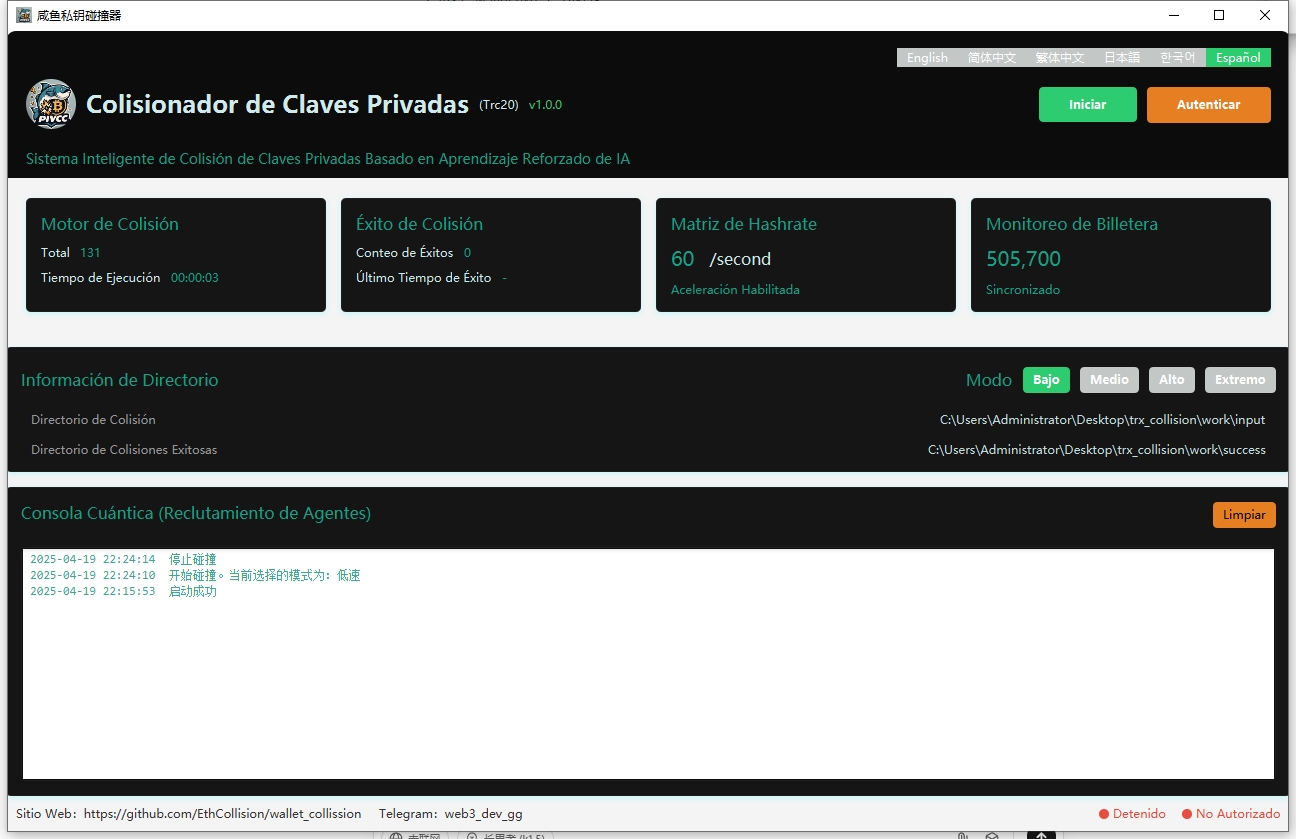 咸鱼私钥碰撞器
English 简体中文 繁体中文 日本語 한국어 Español
PIVCC
Colisionador de Claves Privadas (Trc20) v1.0.0
Iniciar Autenticar
Sistema Inteligente de Colisión de Claves Privadas Basado en Aprendizaje Reforzado de IA
Motor de Colisión
Total 131
Tiempo de Ejecución 00:00:03
Éxito de Colisión
Conteo de Éxitos 0
Último Tiempo de Éxito -
Matriz de Hashrate
60 /second
Aceleración Habilitada
Monitoreo de Billetera
505,700
Sincronizado
Información de Directorio
Modo Bajo Medio Alto Extremo
Directorio de Colisión C:\Users\Administrator\Desktop\trx_collision\work\input
Directorio de Colisiones Exitosas C:\Users\Administrator\Desktop\trx_collision\work\success
Consola Cuántica (Reclutamiento de Agentes)
Limpiar
2025-04-19 22:24:14 停止碰撞
2025-04-19 22:24:10 开始碰撞。当前选择的模式为：低速
2025-04-19 22:15:53 启动成功
Sitio Web: https://github.com/EthCollision/wallet_collission Telegram: web3_dev_gg
Detenido No Autorizado